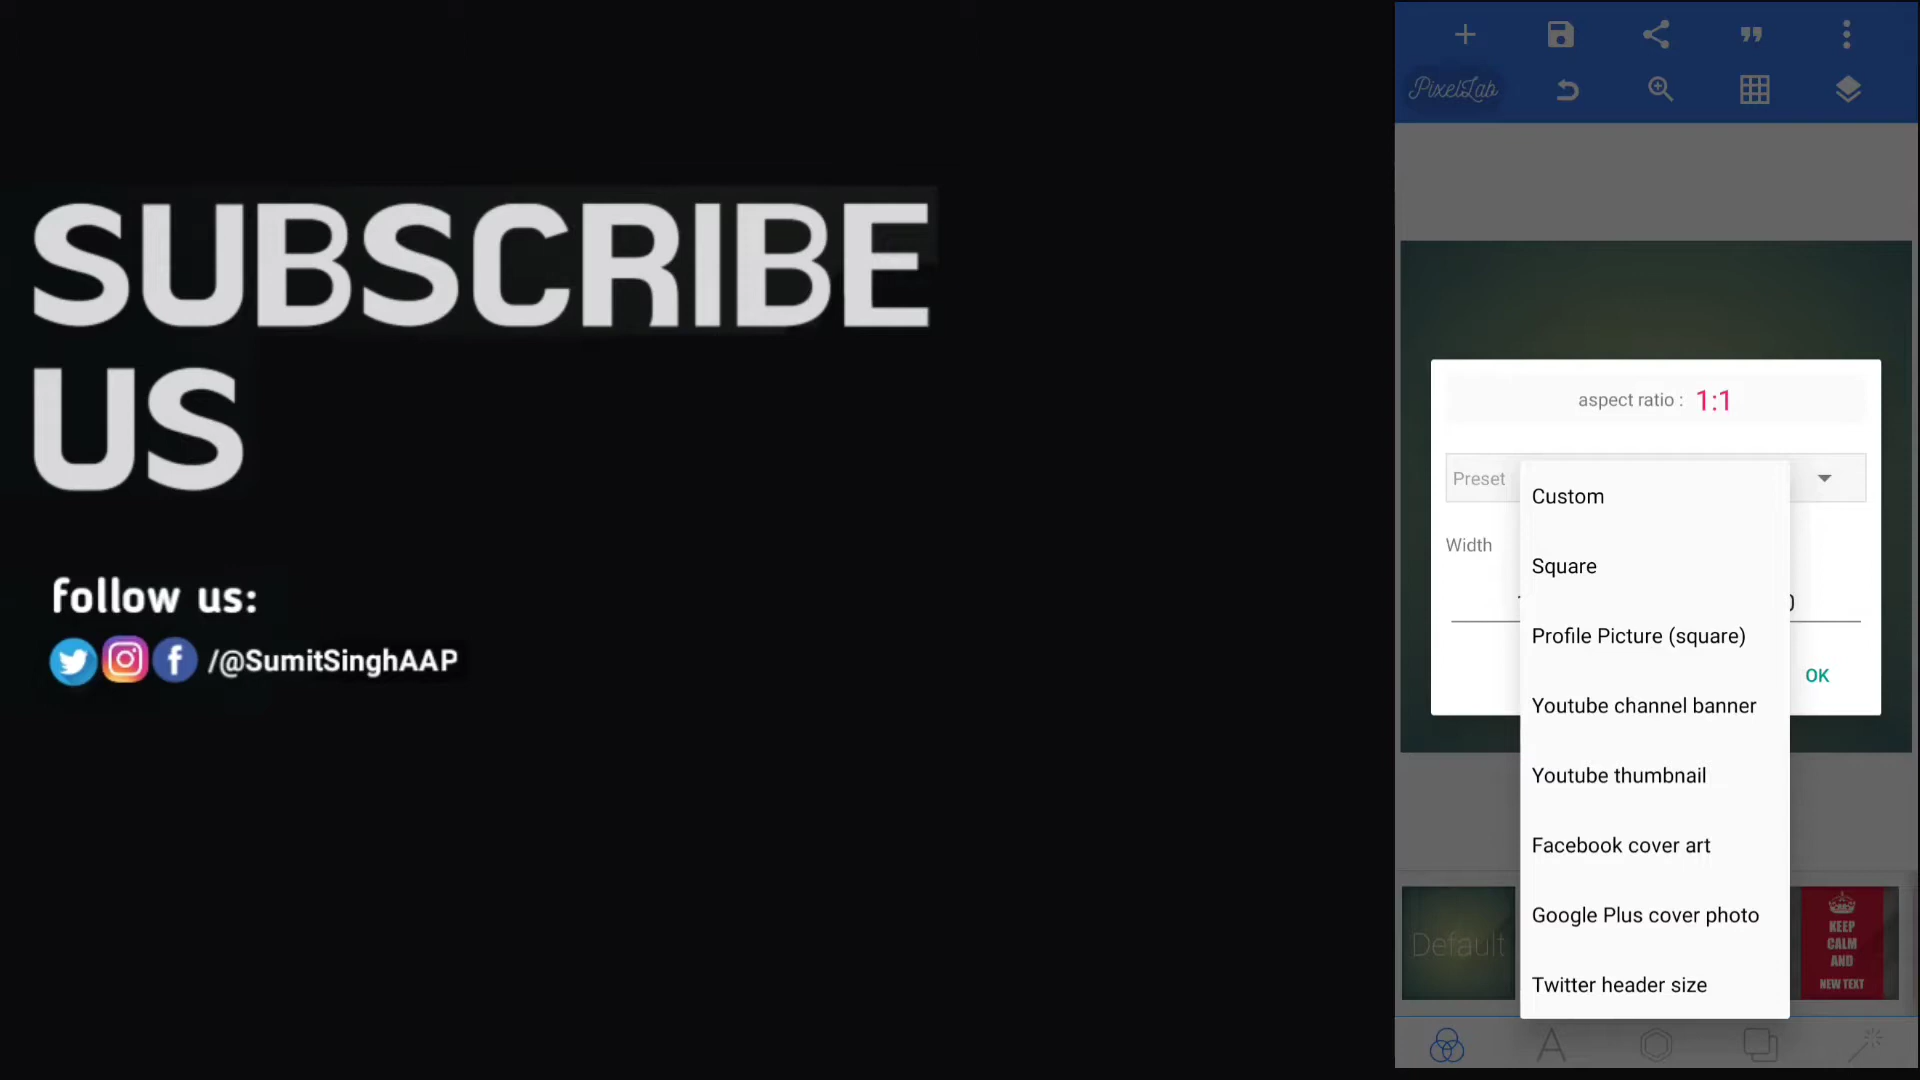 SUBSCRIBE
US
follow us:
/@SumitSinghAAP
PixelLab
aspect ratio : 1:1
Preset
Custom
Width
Square
Profile Picture (square)
OK
Youtube channel banner
Youtube thumbnail
Facebook cover art
Google Plus cover photo
Twitter header size
Default
KEEP
CALM
AND
NEW TEXT